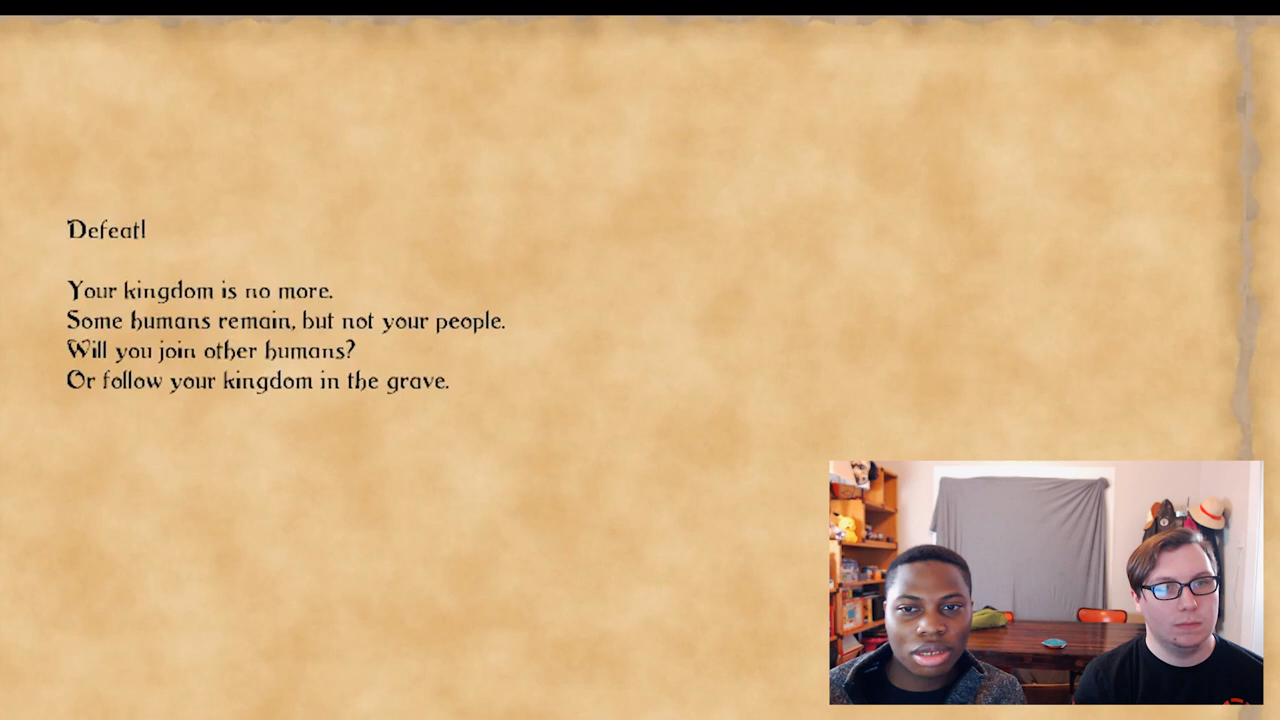 Defeat!
Your kingdom is no more.
Some humans remain, but not your people.
Will you join other humans?
Or follow your kingdom in the grave.